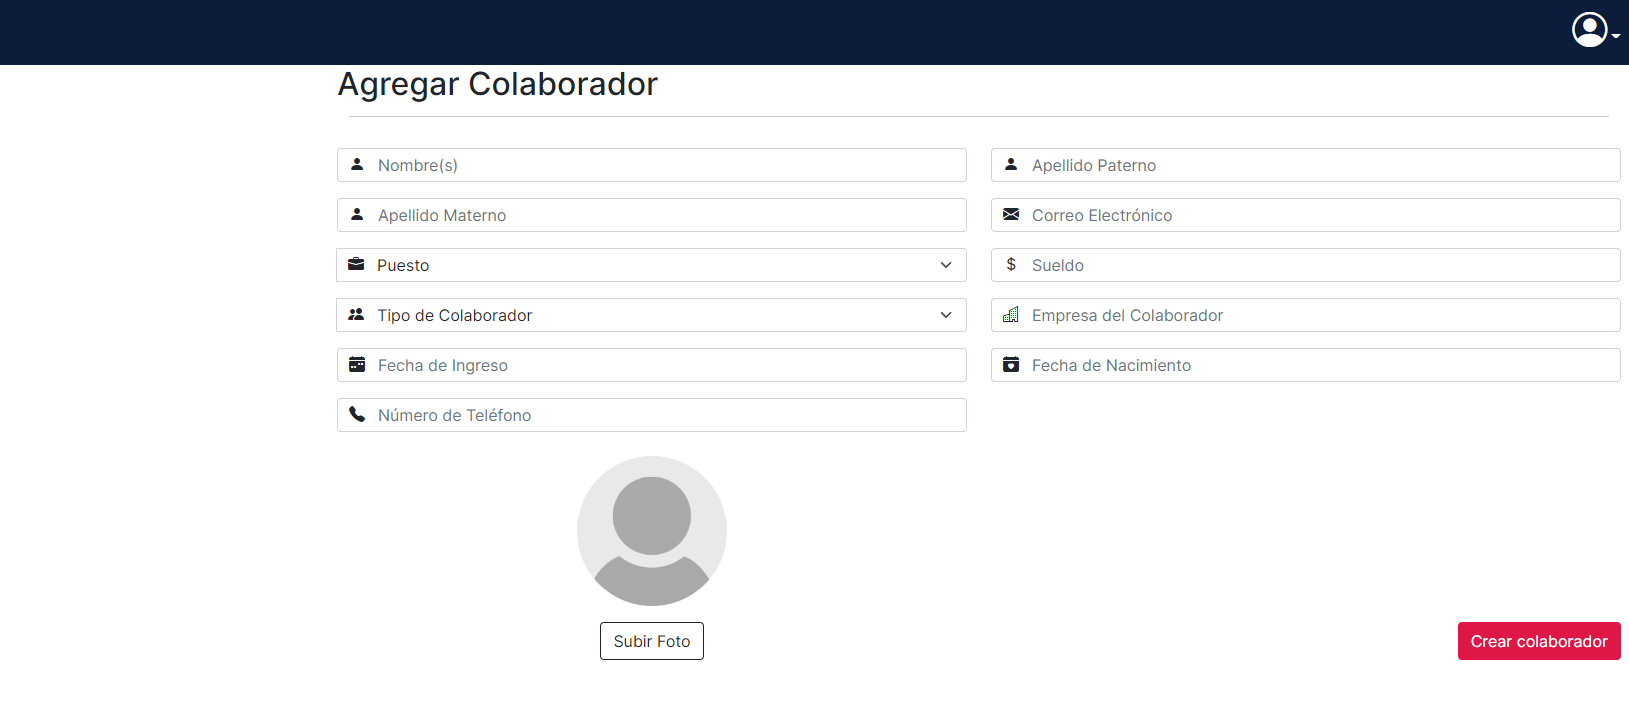 Agregar Colaborador
Nombre(s)
Apellido Paterno
Apellido Materno
Correo Electrónico
Puesto
$ Sueldo
Tipo de Colaborador
Empresa del Colaborador
Fecha de Ingreso
Fecha de Nacimiento
Número de Teléfono
Subir Foto
Crear colaborador